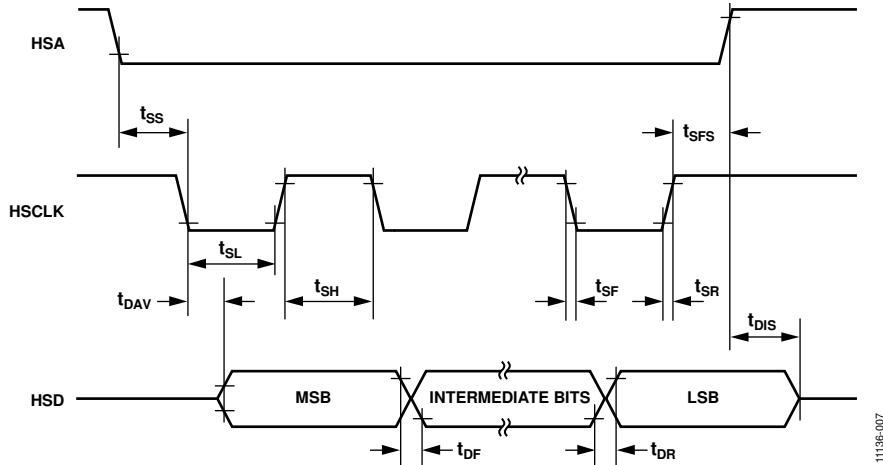 HSA
tSS
tSFS
HSCLK
tSL
tSH
tSF
tSR
tDAV
tDIS
HSD
MSB
INTERMEDIATE BITS
LSB
tDF
tDR
11136-007